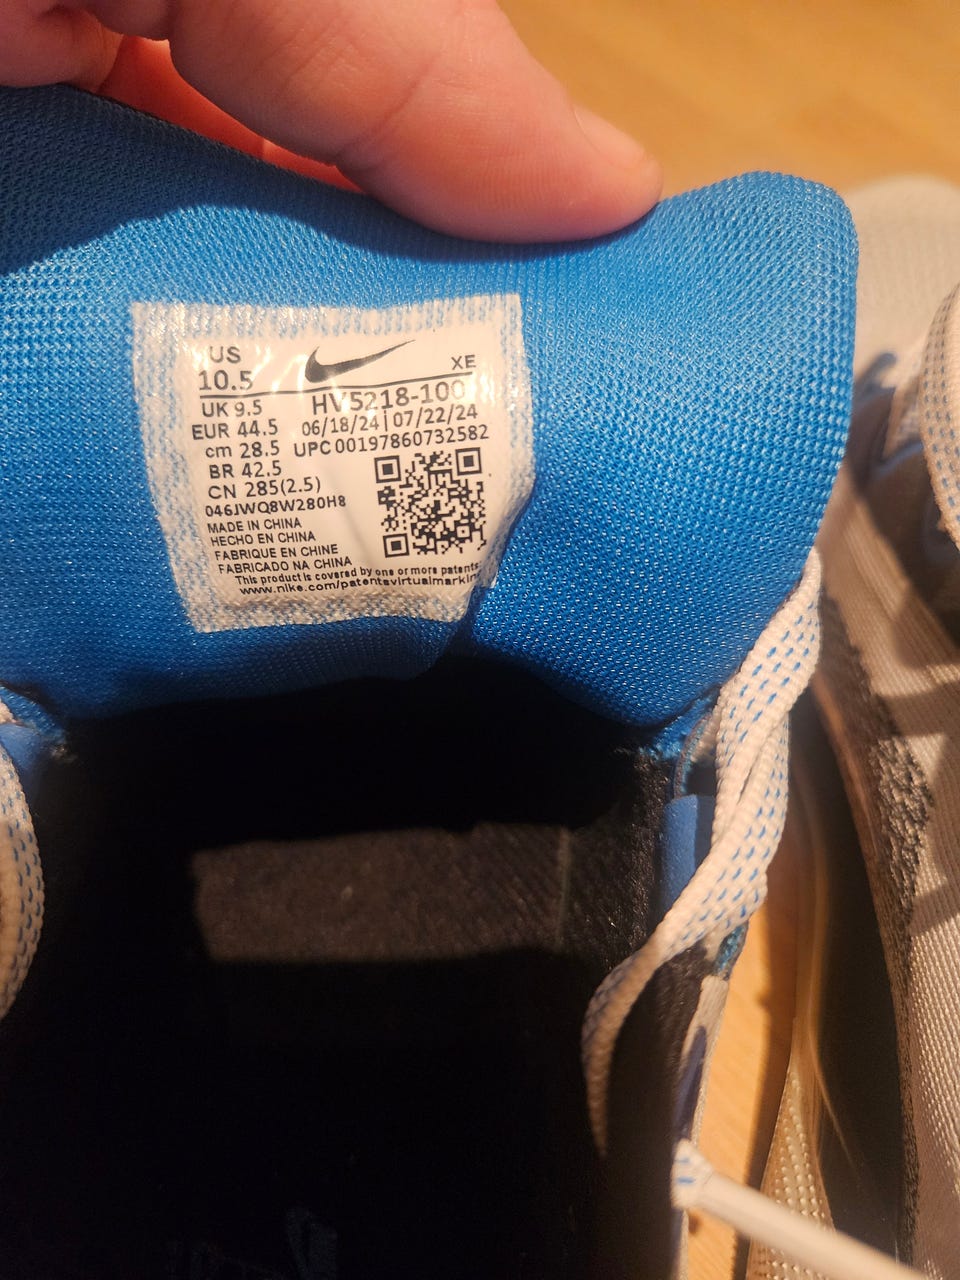 US
10.5
XE
UK 9.5
HV5218-100
EUR 44.5
06/18/24|07/22/24
cm 28.5
UPC 00197860732582
BR 42.5
CN 285(2.5)
046JWQ8W280H8
MADE IN CHINA
HECHO EN CHINA
FABRIQUE EN CHINE
FABRICADO NA CHINA
This product is covered by one or more patents
www.nike.com/patentsvirtualmarkin